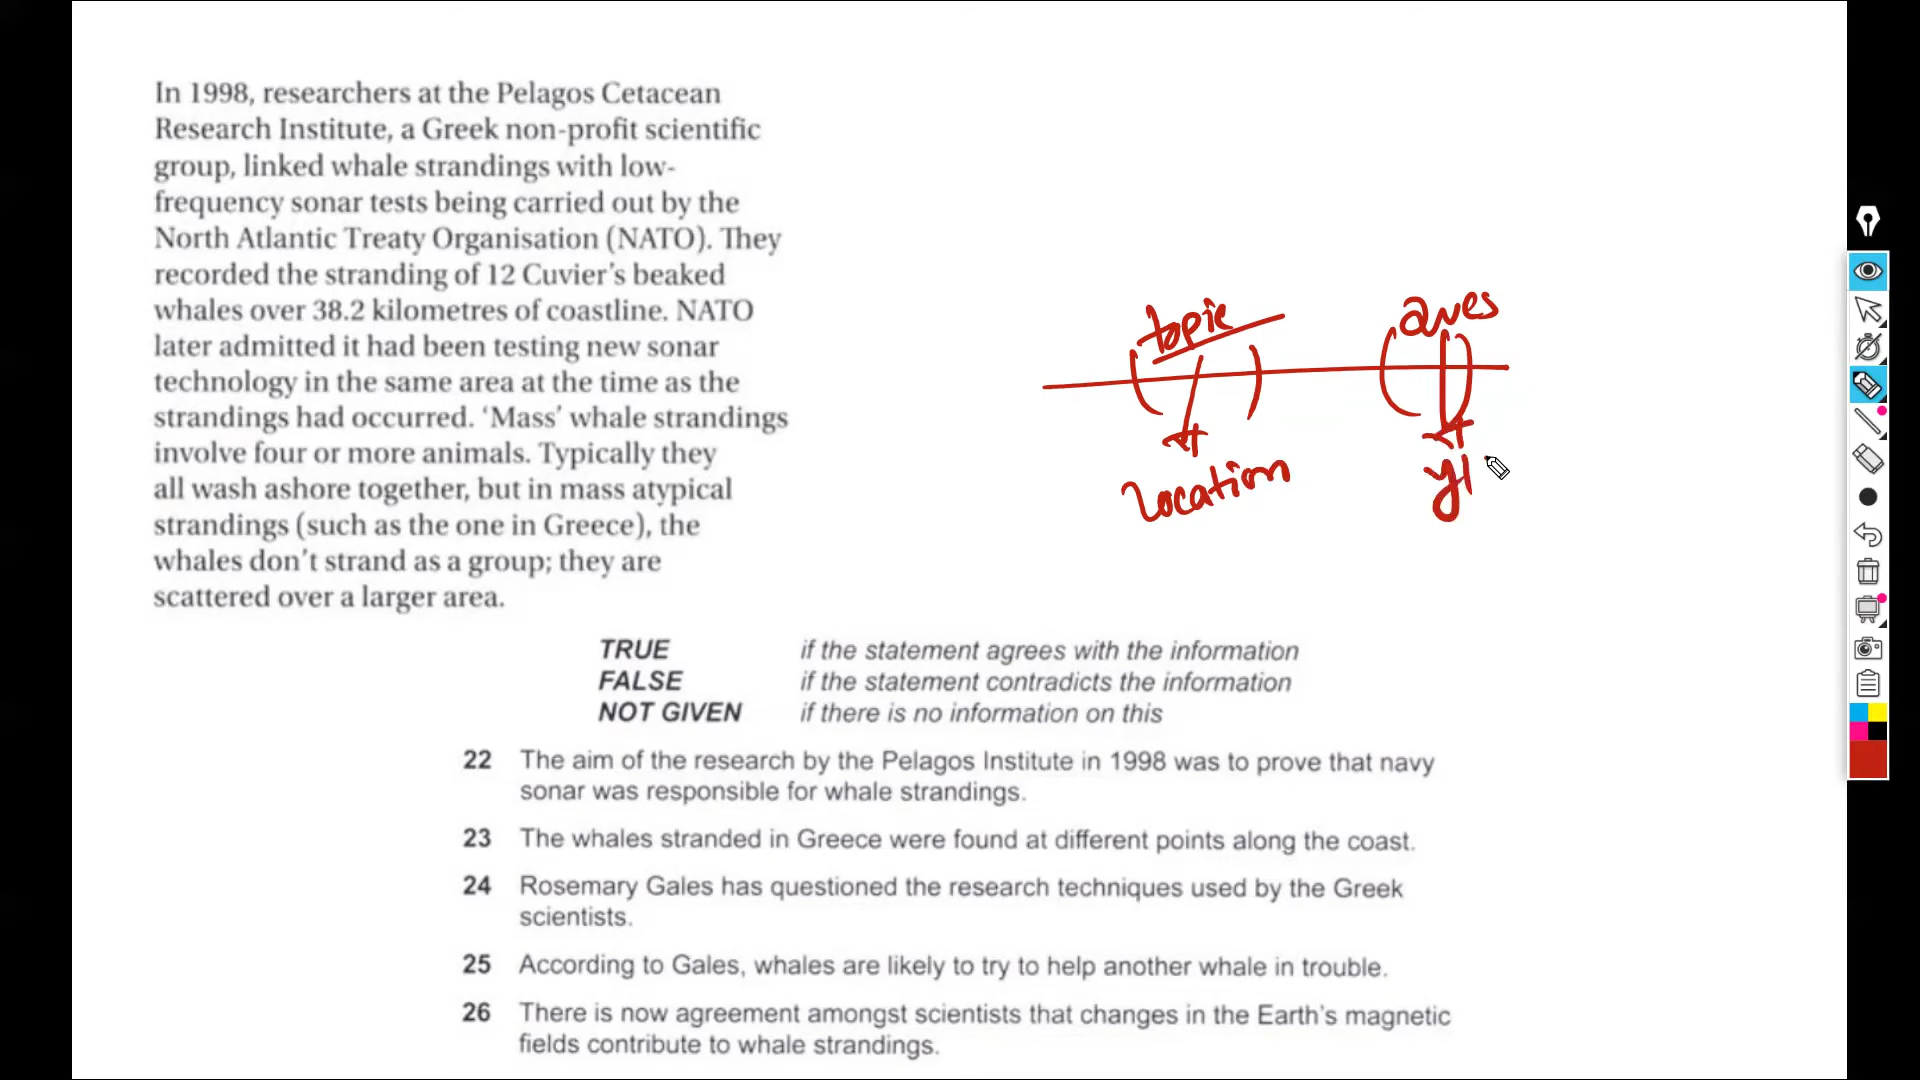 In 1998, researchers at the Pelagos Cetacean
Research Institute, a Greek non-profit scientific
group, linked whale strandings with low-
frequency sonar tests being carried out by the
North Atlantic Treaty Organisation (NATO). They
recorded the stranding of 12 Cuvier's beaked
whales over 38.2 kilometres of coastline. NATO
later admitted it had been testing new sonar
technology in the same area at the time as the
strandings had occurred. 'Mass' whale strandings
involve four or more animals. Typically they
all wash ashore together, but in mass atypical
strandings (such as the one in Greece), the
whales don't strand as a group; they are
scattered over a larger area.
topic
location
TRUE if the statement agrees with the information
FALSE if the statement contradicts the information
NOT GIVEN if there is no information on this
22 The aim of the research by the Pelagos Institute in 1998 was to prove that navy
sonar was responsible for whale strandings.
23 The whales stranded in Greece were found at different points along the coast.
24 Rosemary Gales has questioned the research techniques used by the Greek
scientists.
25 According to Gales, whales are likely to try to help another whale in trouble.
26 There is now agreement amongst scientists that changes in the Earth's magnetic
fields contribute to whale strandings.